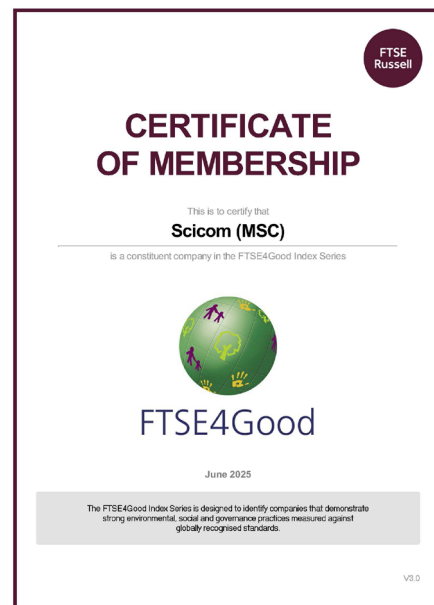 FTSE
Russell
CERTIFICATE
OF MEMBERSHIP
This is to certify that
Scicom (MSC)
is a constituent company in the FTSE4Good Index Series
FTSE4Good
June 2025
The FTSE4Good Index Series is designed to identify companies that demonstrate
strong environmental, social and governance practices measured against
globally recognised standards.
V3.0